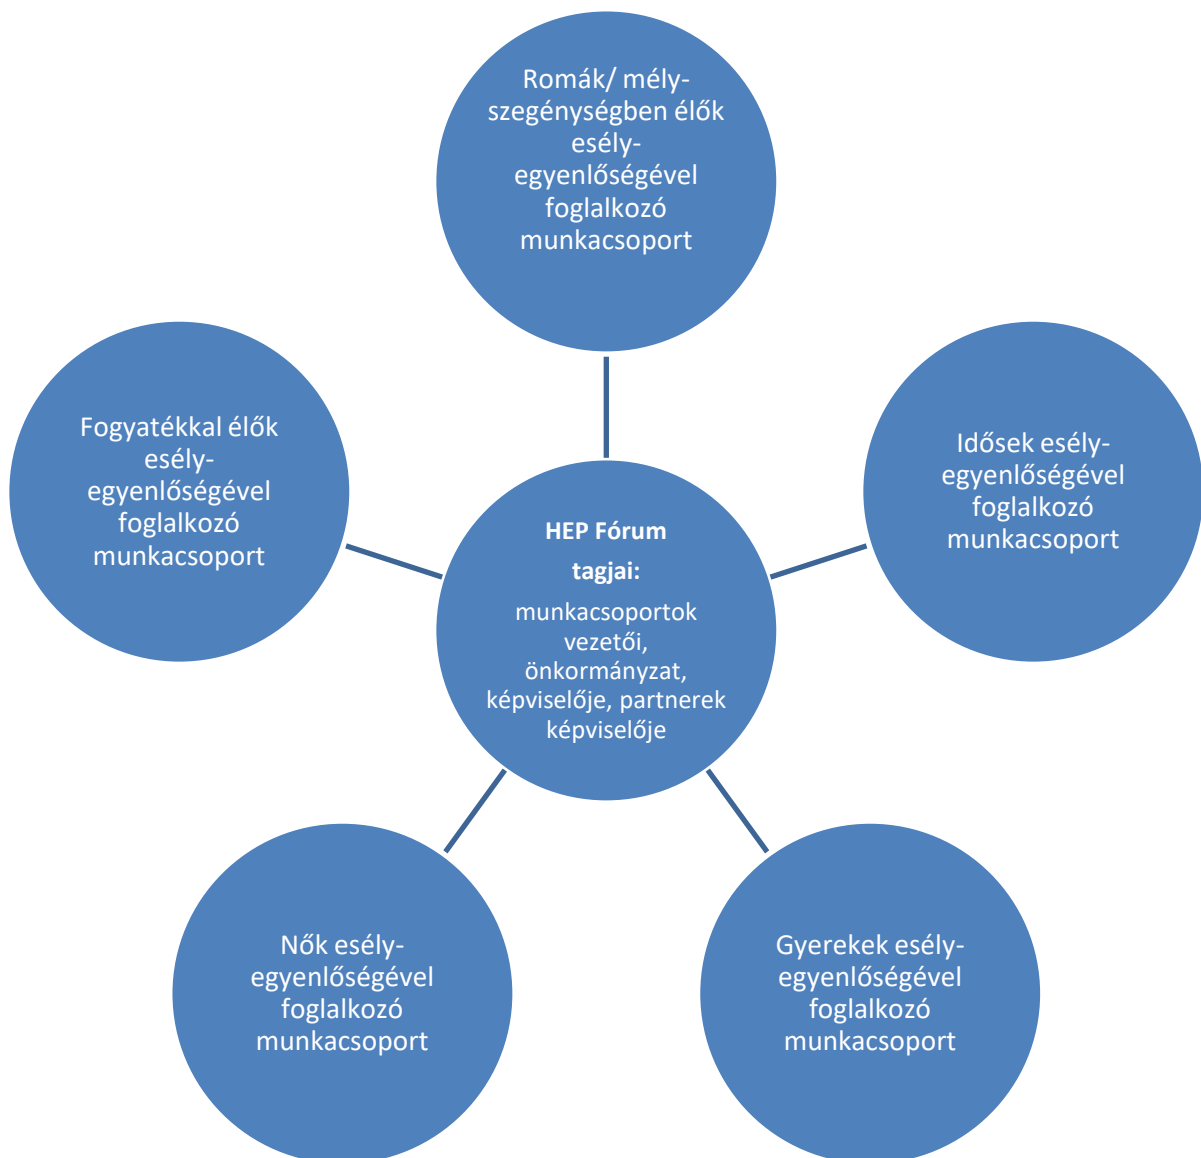 Romák/ mély-
szegénységben élők
esély-
egyenlőségével
foglalkozó
munkacsoport
Fogyatékkal élők
esély-
egyenlőségével
foglalkozó
munkacsoport
Idősek esély-
egyenlőségével
foglalkozó
munkacsoport
HEP Fórum
tagjai:
munkacsoportok
vezetői,
önkormányzat,
képviselője, partnerek
képviselője
Nők esély-
egyenlőségével
foglalkozó
munkacsoport
Gyerekek esély-
egyenlőségével
foglalkozó
munkacsoport